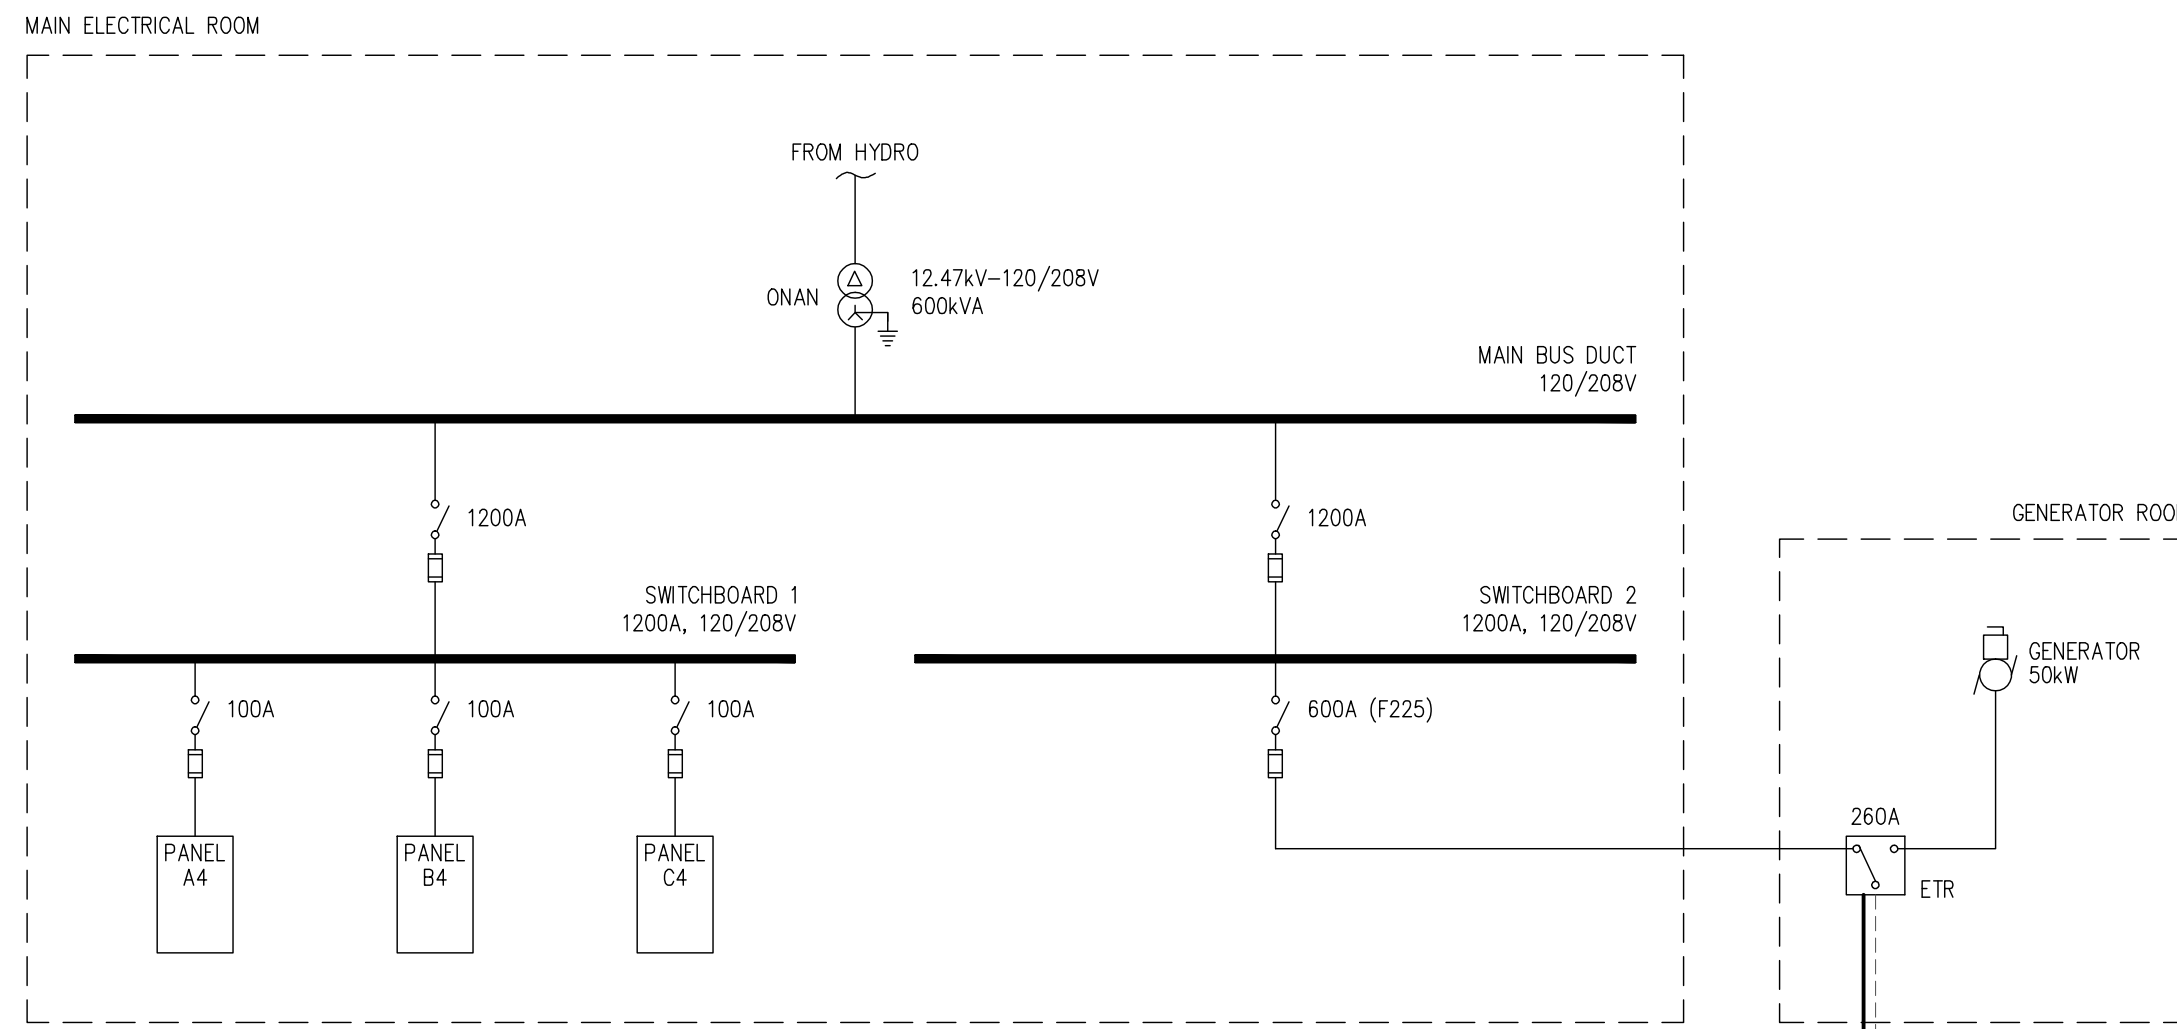 MAIN ELECTRICAL ROOM
FROM HYDRO
ONAN
12.47kV-120/208V
600kVA
MAIN BUS DUCT
120/208V
1200A
1200A
GENERATOR ROO
SWITCHBOARD 1
1200A, 120/208V
SWITCHBOARD 2
1200A, 120/208V
GENERATOR
50kW
100A
100A
100A
600A (F225)
260A
PANEL
A4
PANEL
B4
PANEL
C4
ETR